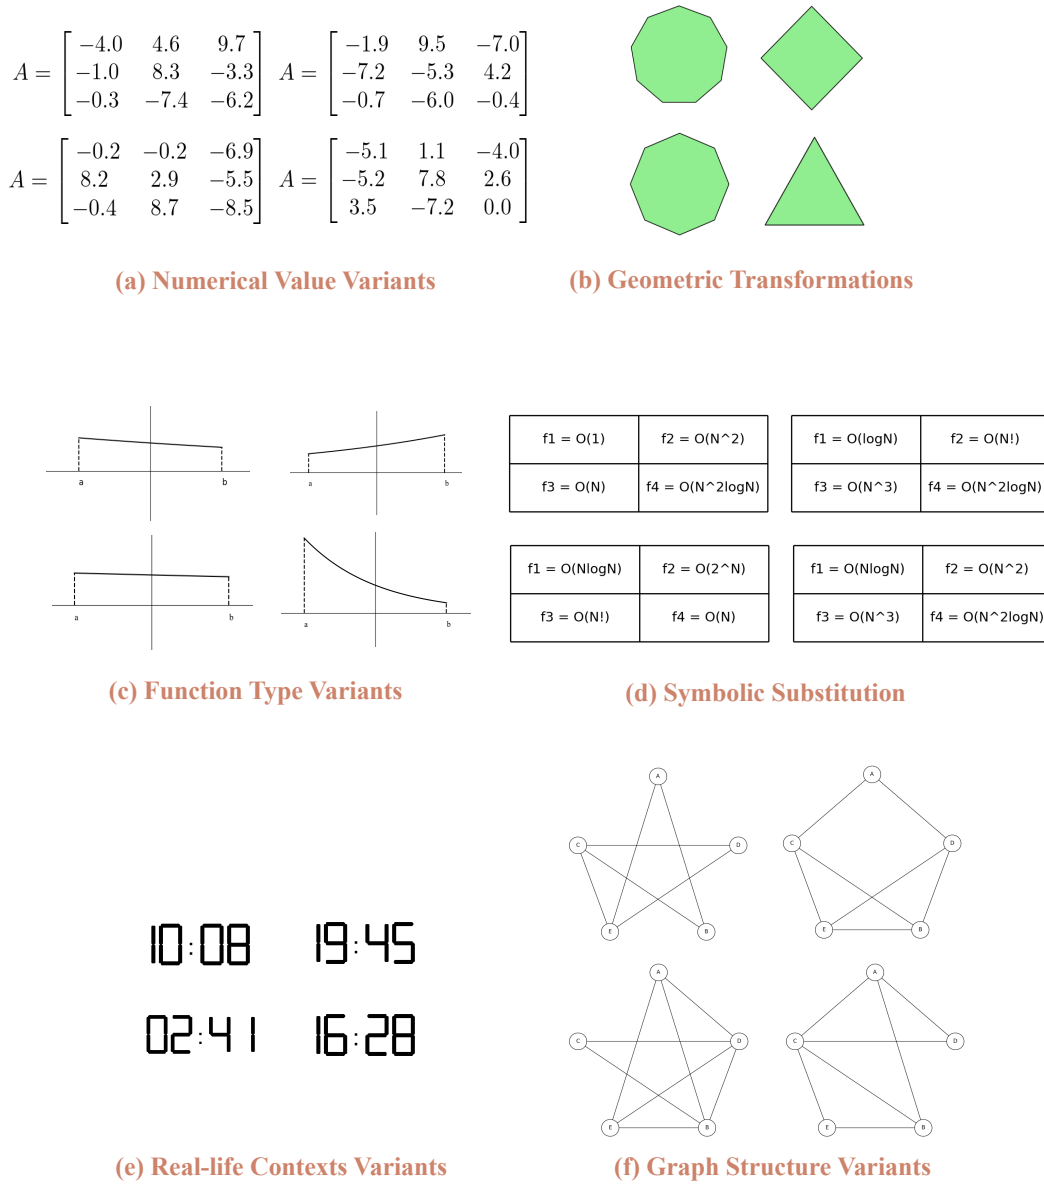 A = [ −4.0 4.6 9.7
−1.0 8.3 −3.3
−0.3 −7.4 −6.2 ]
A = [ −1.9 9.5 −7.0
−7.2 −5.3 4.2
−0.7 −6.0 −0.4 ]
A = [ −0.2 −0.2 −6.9
8.2 2.9 −5.5
−0.4 8.7 −8.5 ]
A = [ −5.1 1.1 −4.0
−5.2 7.8 2.6
3.5 −7.2 0.0 ]
(a) Numerical Value Variants
(b) Geometric Transformations
a b
a b
a b
a b
(c) Function Type Variants
f1 = O(1) f2 = O(N^2)
f3 = O(N) f4 = O(N^2logN)
f1 = O(logN) f2 = O(N!)
f3 = O(N^3) f4 = O(N^2logN)
f1 = O(NlogN) f2 = O(2^N)
f3 = O(N!) f4 = O(N)
f1 = O(NlogN) f2 = O(N^2)
f3 = O(N^3) f4 = O(N^2logN)
(d) Symbolic Substitution
10:08 19:45
02:41 16:28
(e) Real-life Contexts Variants
A
C D
E B
A
C D
E B
A
C D
E B
A
C D
E B
(f) Graph Structure Variants